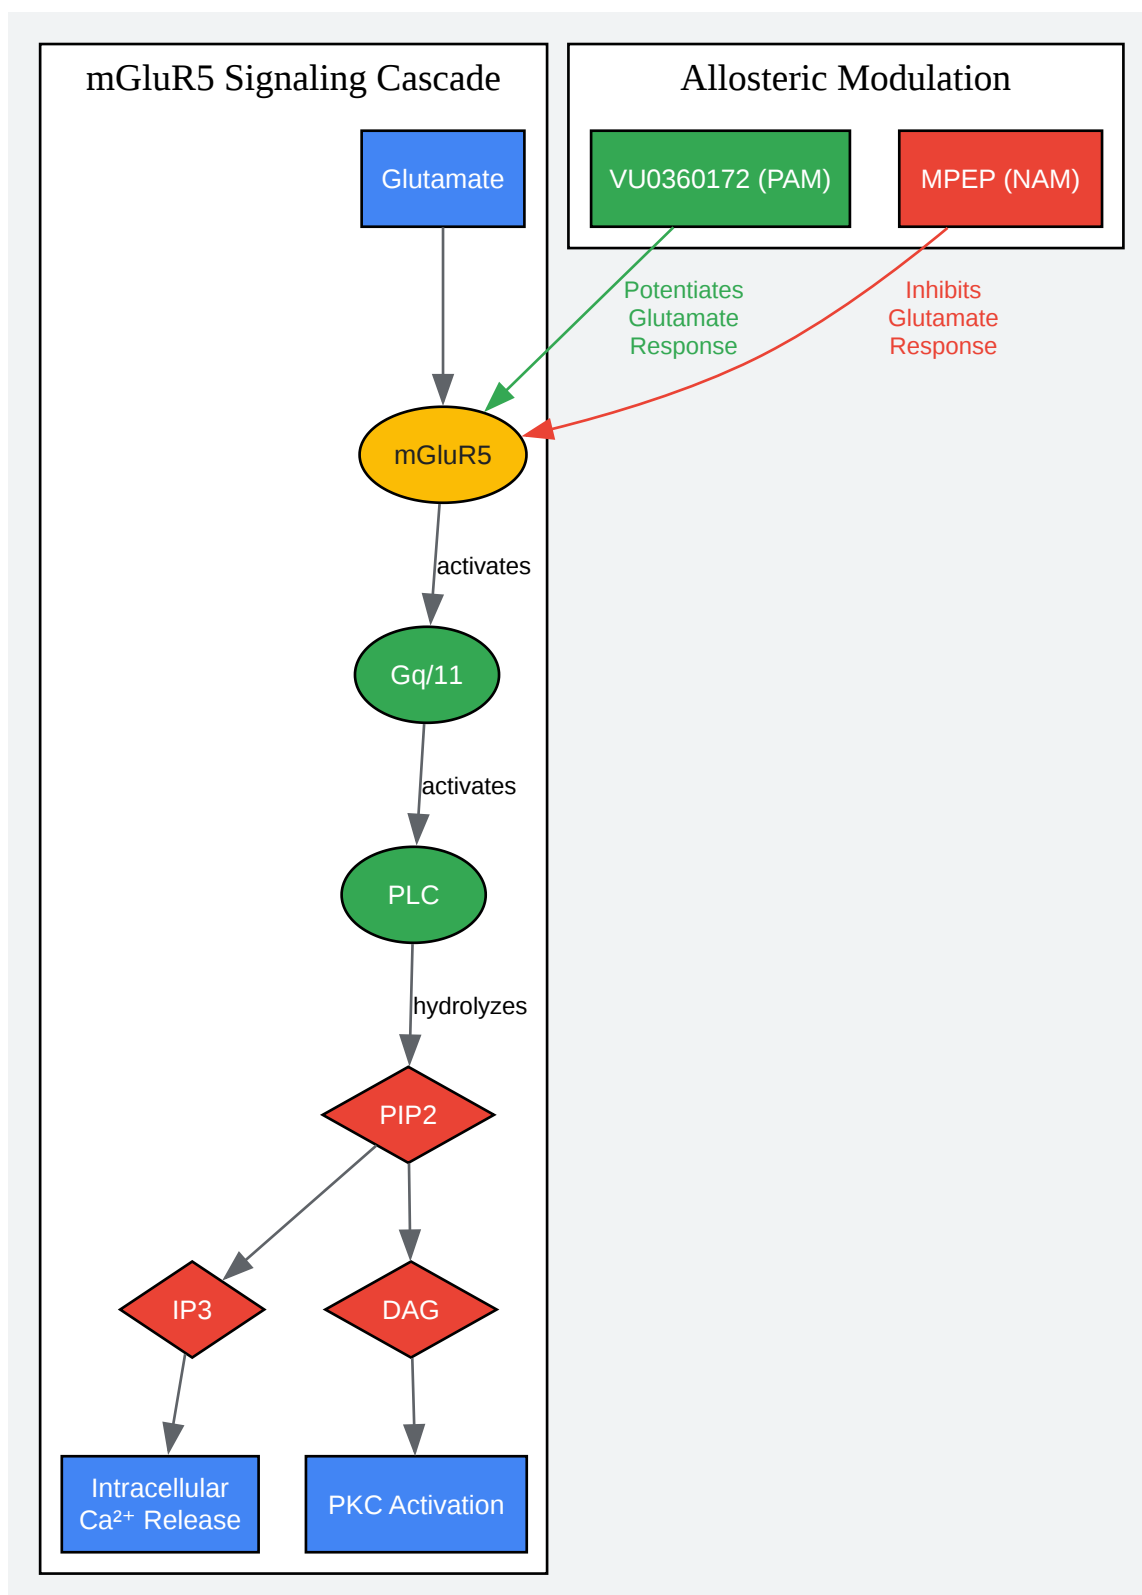 mGluR5 Signaling Cascade
Allosteric Modulation
Glutamate
VU0360172 (PAM)
MPEP (NAM)
Potentiates
Glutamate
Response
Inhibits
Glutamate
Response
mGluR5
activates
Gq/11
activates
PLC
hydrolyzes
PIP2
IP3
DAG
Intracellular
Ca²⁺ Release
PKC Activation